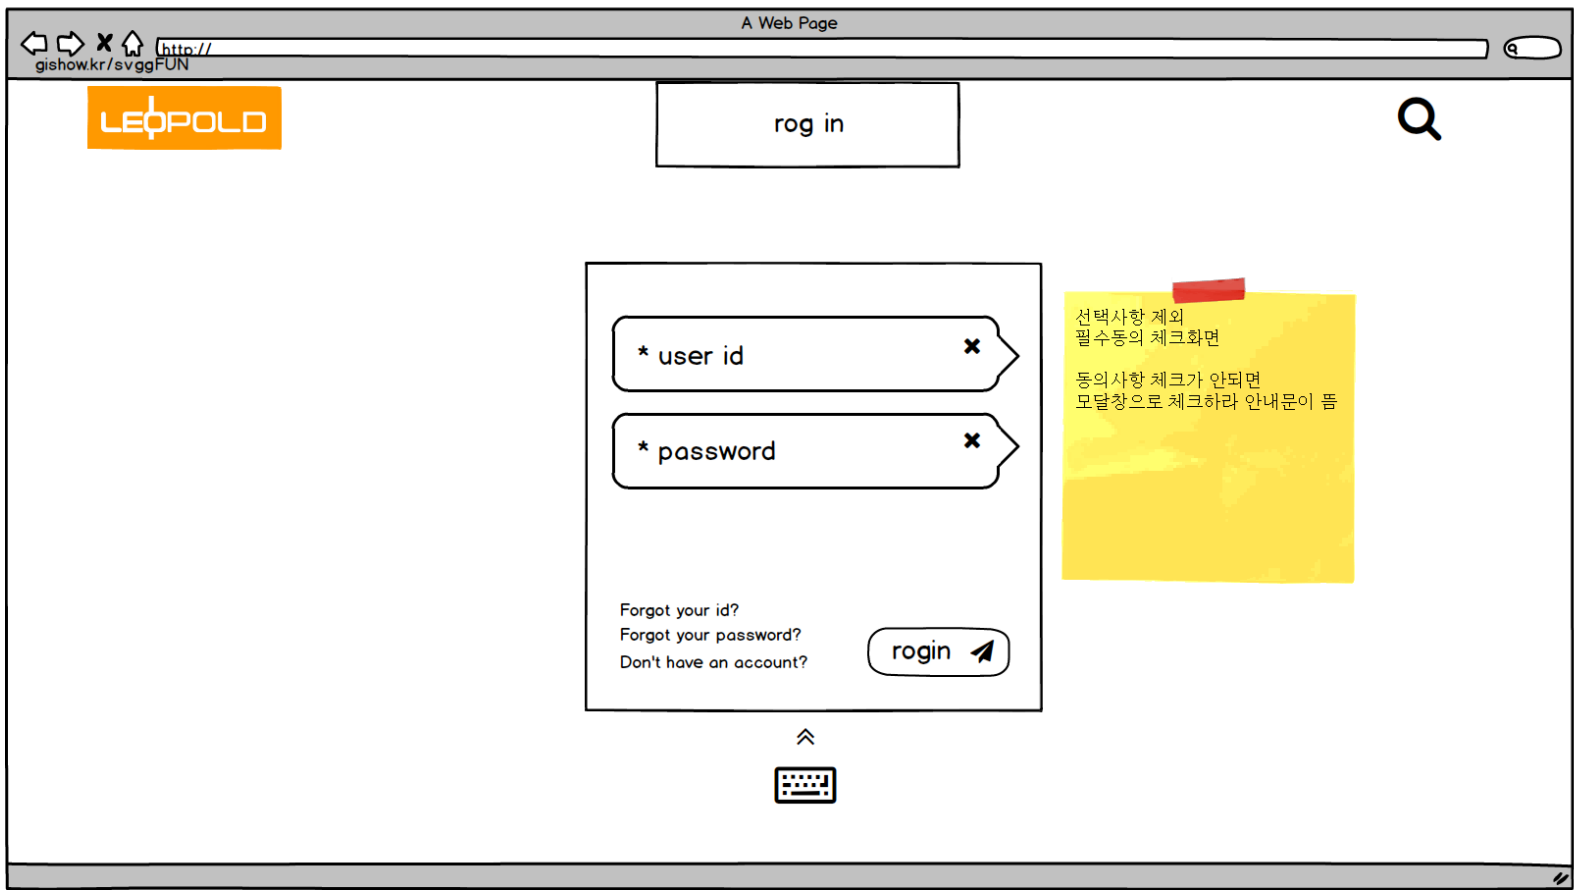 A Web Page
http://
gishow.kr/svggFUN
LEOPOLD
rog in
* user id
* password
선택사항 제외
필수동의 체크화면
동의사항 체크가 안되면
모달창으로 체크하라 안내문이 뜸
Forgot your id?
Forgot your password?
Don't have an account?
rogin